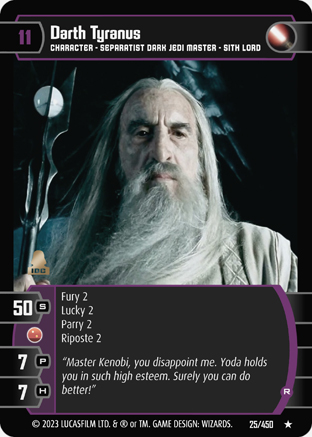 11
Darth Tyranus
CHARACTER - SEPARATIST DARK JEDI MASTER - SITH LORD
50 S
Fury 2
Lucky 2
Parry 2
Riposte 2
7 P
7 H
"Master Kenobi, you disappoint me. Yoda holds
you in such high esteem. Surely you can do
better!"
R
© 2023 LUCASFILM LTD. & ® or TM. GAME DESIGN: WIZARDS.
25/450